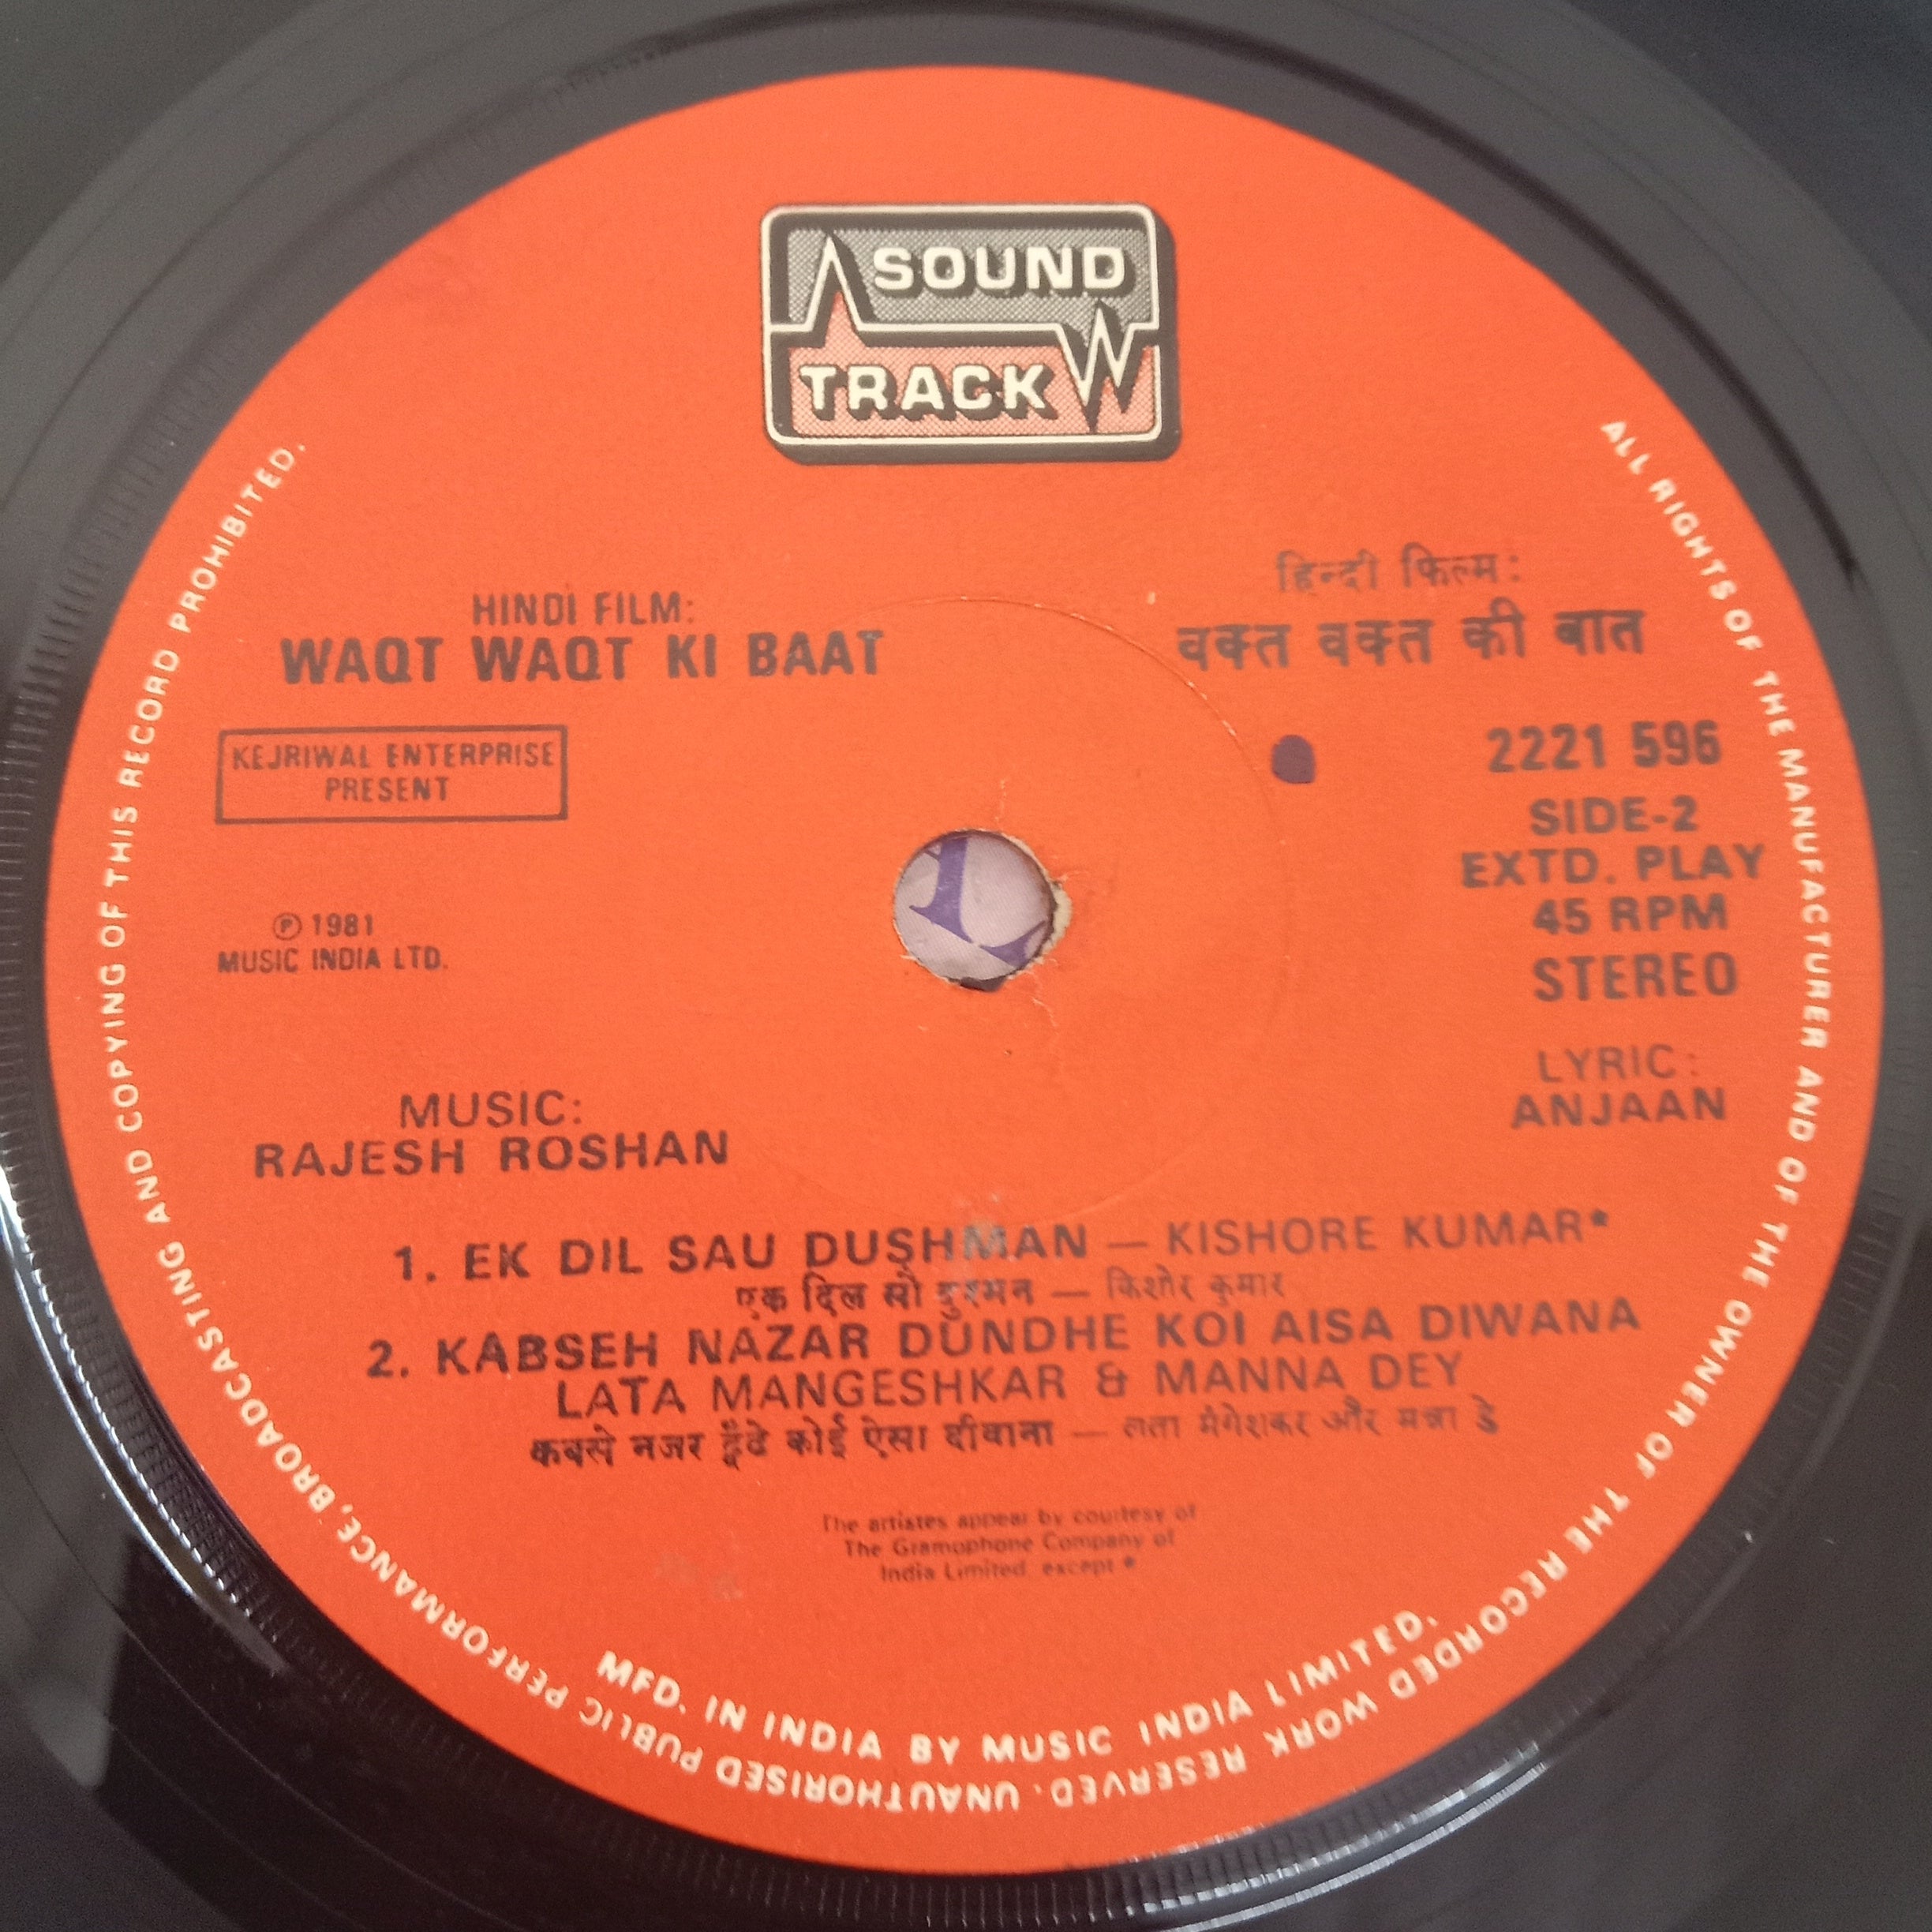 SOUND
TRACK
HINDI FILM:
WAQT WAQT KI BAAT
हिन्दी फिल्म:
वक्त वक्त की बात
KEJRIWAL ENTERPRISE
PRESENT
2221 596
SIDE-2
EXTD. PLAY
45 RPM
STEREO
℗ 1981
MUSIC INDIA LTD.
LYRIC:
ANJAAN
MUSIC:
RAJESH ROSHAN
1. EK DIL SAU DUSHMAN — KISHORE KUMAR*
एक दिल सौ दुश्मन — किशोर कुमार
2. KABSEH NAZAR DUNDHE KOI AISA DIWANA
LATA MANGESHKAR & MANNA DEY
कबसे नजर ढूंढे कोई ऐसा दीवाना — लता मंगेशकर और मन्ना डे
The artistes appear by courtesy of
The Gramophone Company of
India Limited except *
MFD. IN INDIA BY MUSIC INDIA LIMITED.
ALL RIGHTS OF THE MANUFACTURER AND OF THE OWNER OF THE RECORDED WORK RESERVED. UNAUTHORISED PUBLIC PERFORMANCE, BROADCASTING AND COPYING OF THIS RECORD PROHIBITED.